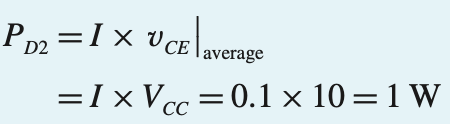 P_{D2} = I × v_{CE}|_{average}
= I × V_{CC} = 0.1 × 10 = 1 W